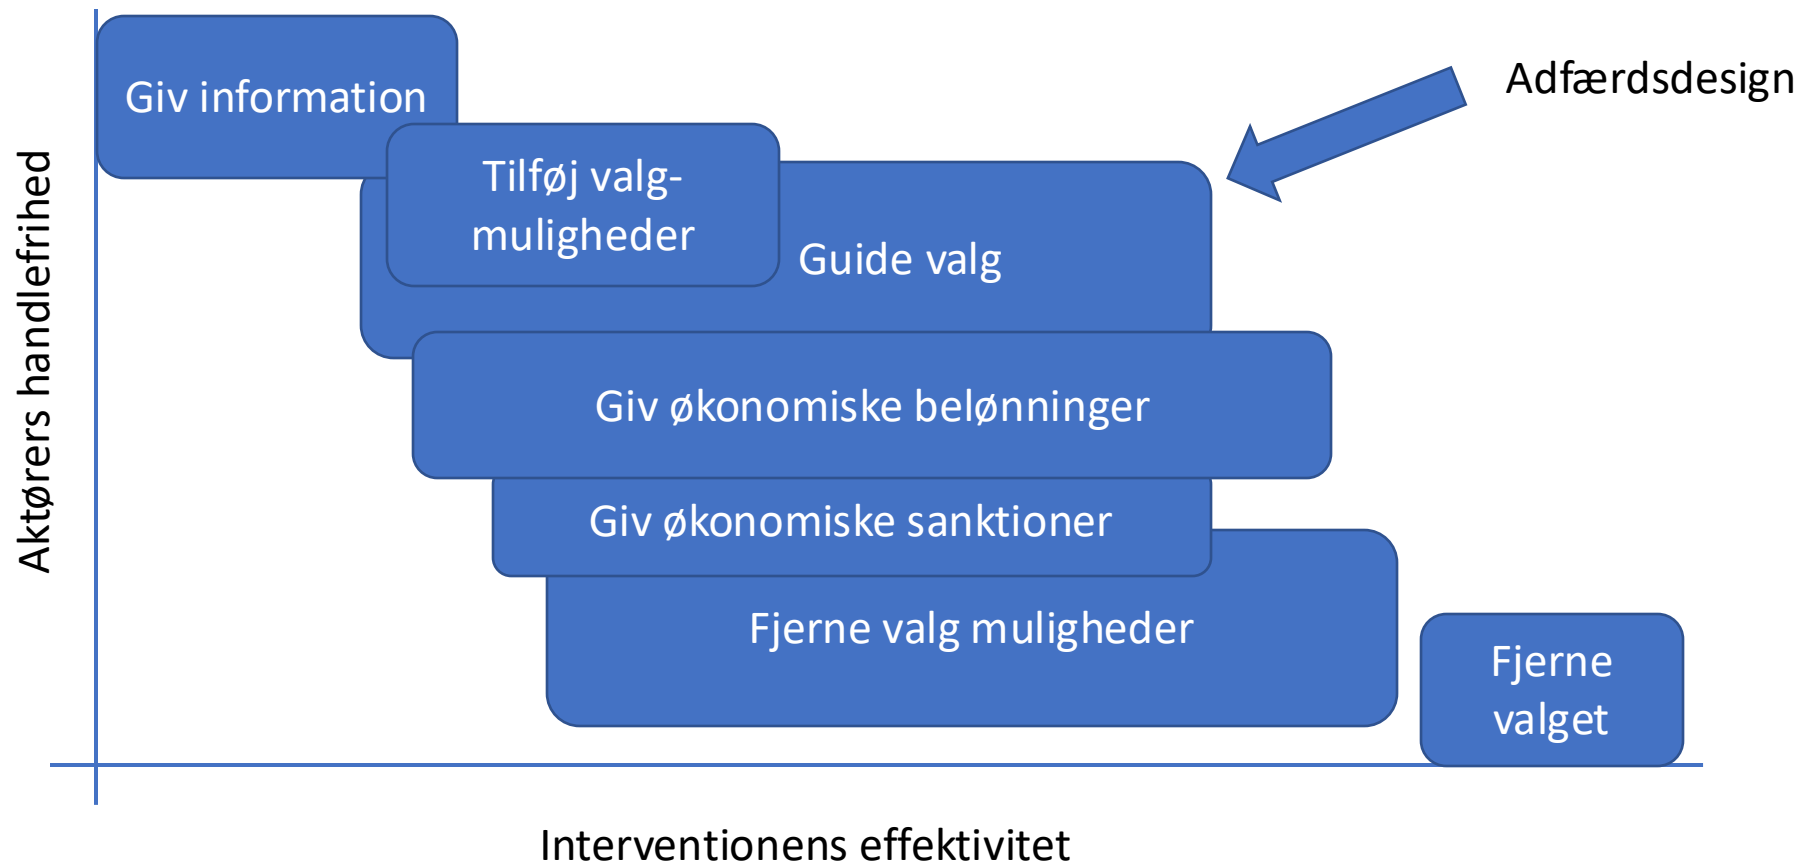 Giv information
Adfærdsdesign
Tilføj valg-
muligheder
Guide valg
Giv økonomiske belønninger
Giv økonomiske sanktioner
Fjerne valg muligheder
Fjerne
valget
Aktørers handlefrihed
Interventionens effektivitet